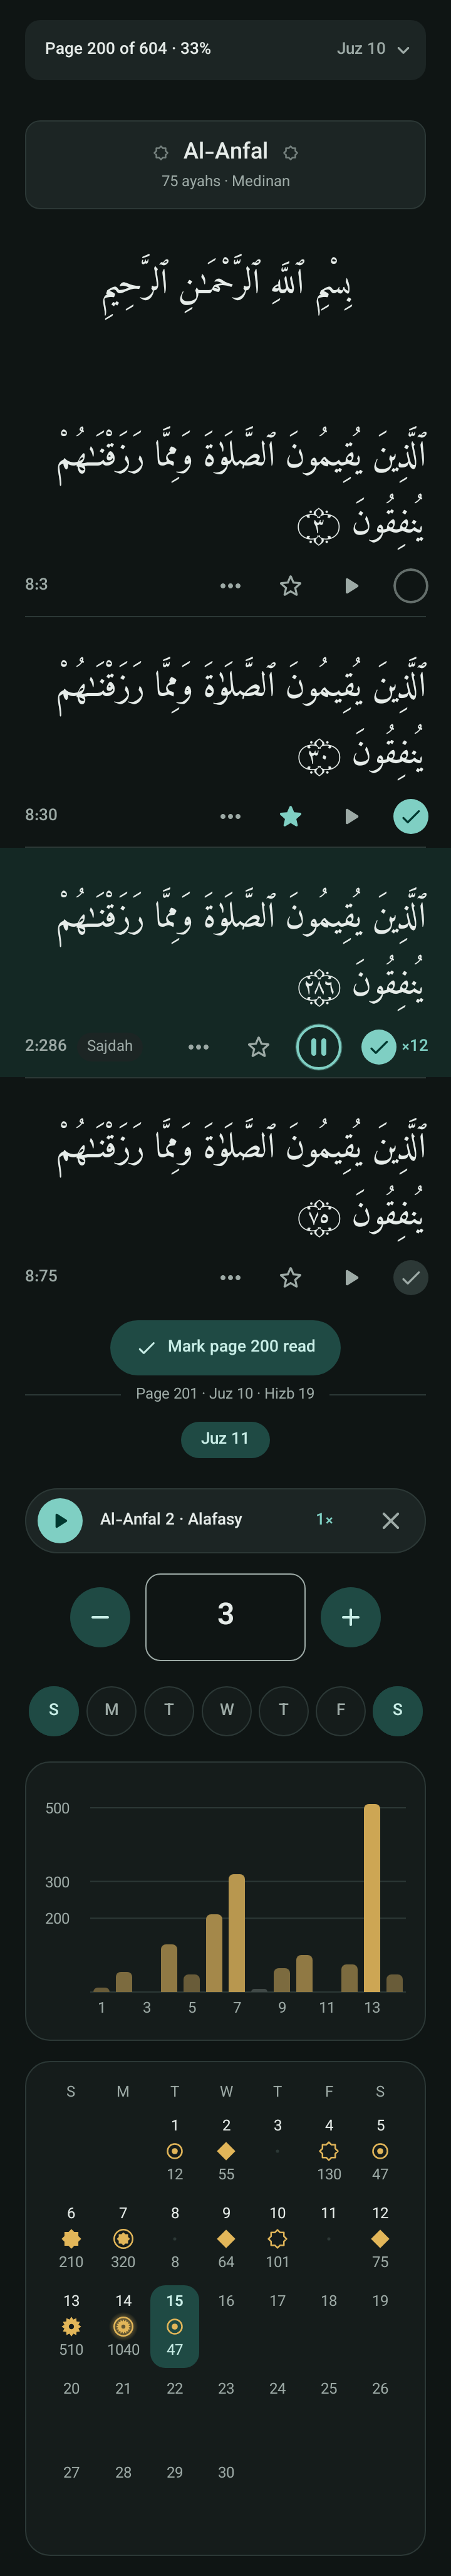 Page 200 of 604 · 33%
Juz 10
Al-Anfal
75 ayahs · Medinan
بِسْمِ ٱللَّهِ ٱلرَّحْمَـٰنِ ٱلرَّحِيمِ
ٱلَّذِينَ يُقِيمُونَ ٱلصَّلَوٰةَ وَمِمَّا رَزَقْنَـٰهُمْ
يُنفِقُونَ ٣
8:3
ٱلَّذِينَ يُقِيمُونَ ٱلصَّلَوٰةَ وَمِمَّا رَزَقْنَـٰهُمْ
يُنفِقُونَ ٣٠
8:30
ٱلَّذِينَ يُقِيمُونَ ٱلصَّلَوٰةَ وَمِمَّا رَزَقْنَـٰهُمْ
يُنفِقُونَ ٢٨٦
2:286 Sajdah ×12
ٱلَّذِينَ يُقِيمُونَ ٱلصَّلَوٰةَ وَمِمَّا رَزَقْنَـٰهُمْ
يُنفِقُونَ ٧٥
8:75
Mark page 200 read
Page 201 · Juz 10 · Hizb 19
Juz 11
Al-Anfal 2 · Alafasy 1×
− 3 +
S M T W T F S
500
300
200
1 3 5 7 9 11 13
S M T W T F S
1 2 3 4 5
12 55 130 47
6 7 8 9 10 11 12
210 320 8 64 101 75
13 14 15 16 17 18 19
510 1040 47
20 21 22 23 24 25 26
27 28 29 30